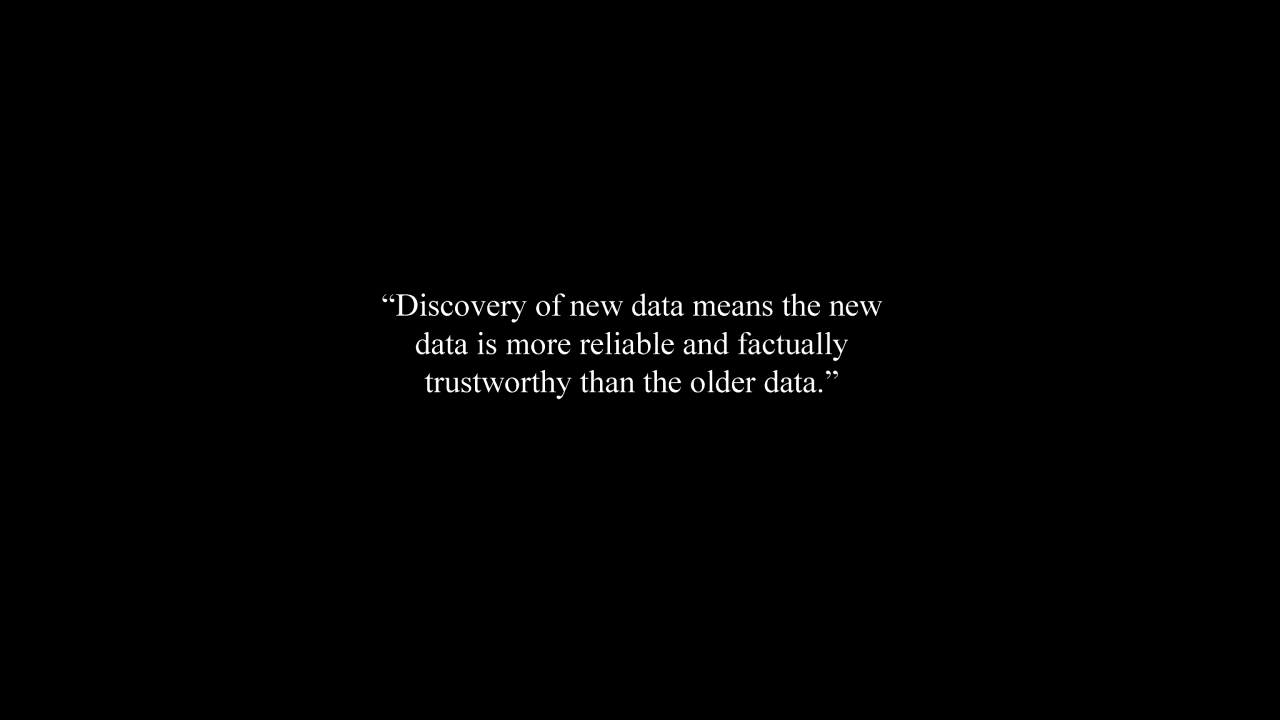 “Discovery of new data means the new
data is more reliable and factually
trustworthy than the older data.”